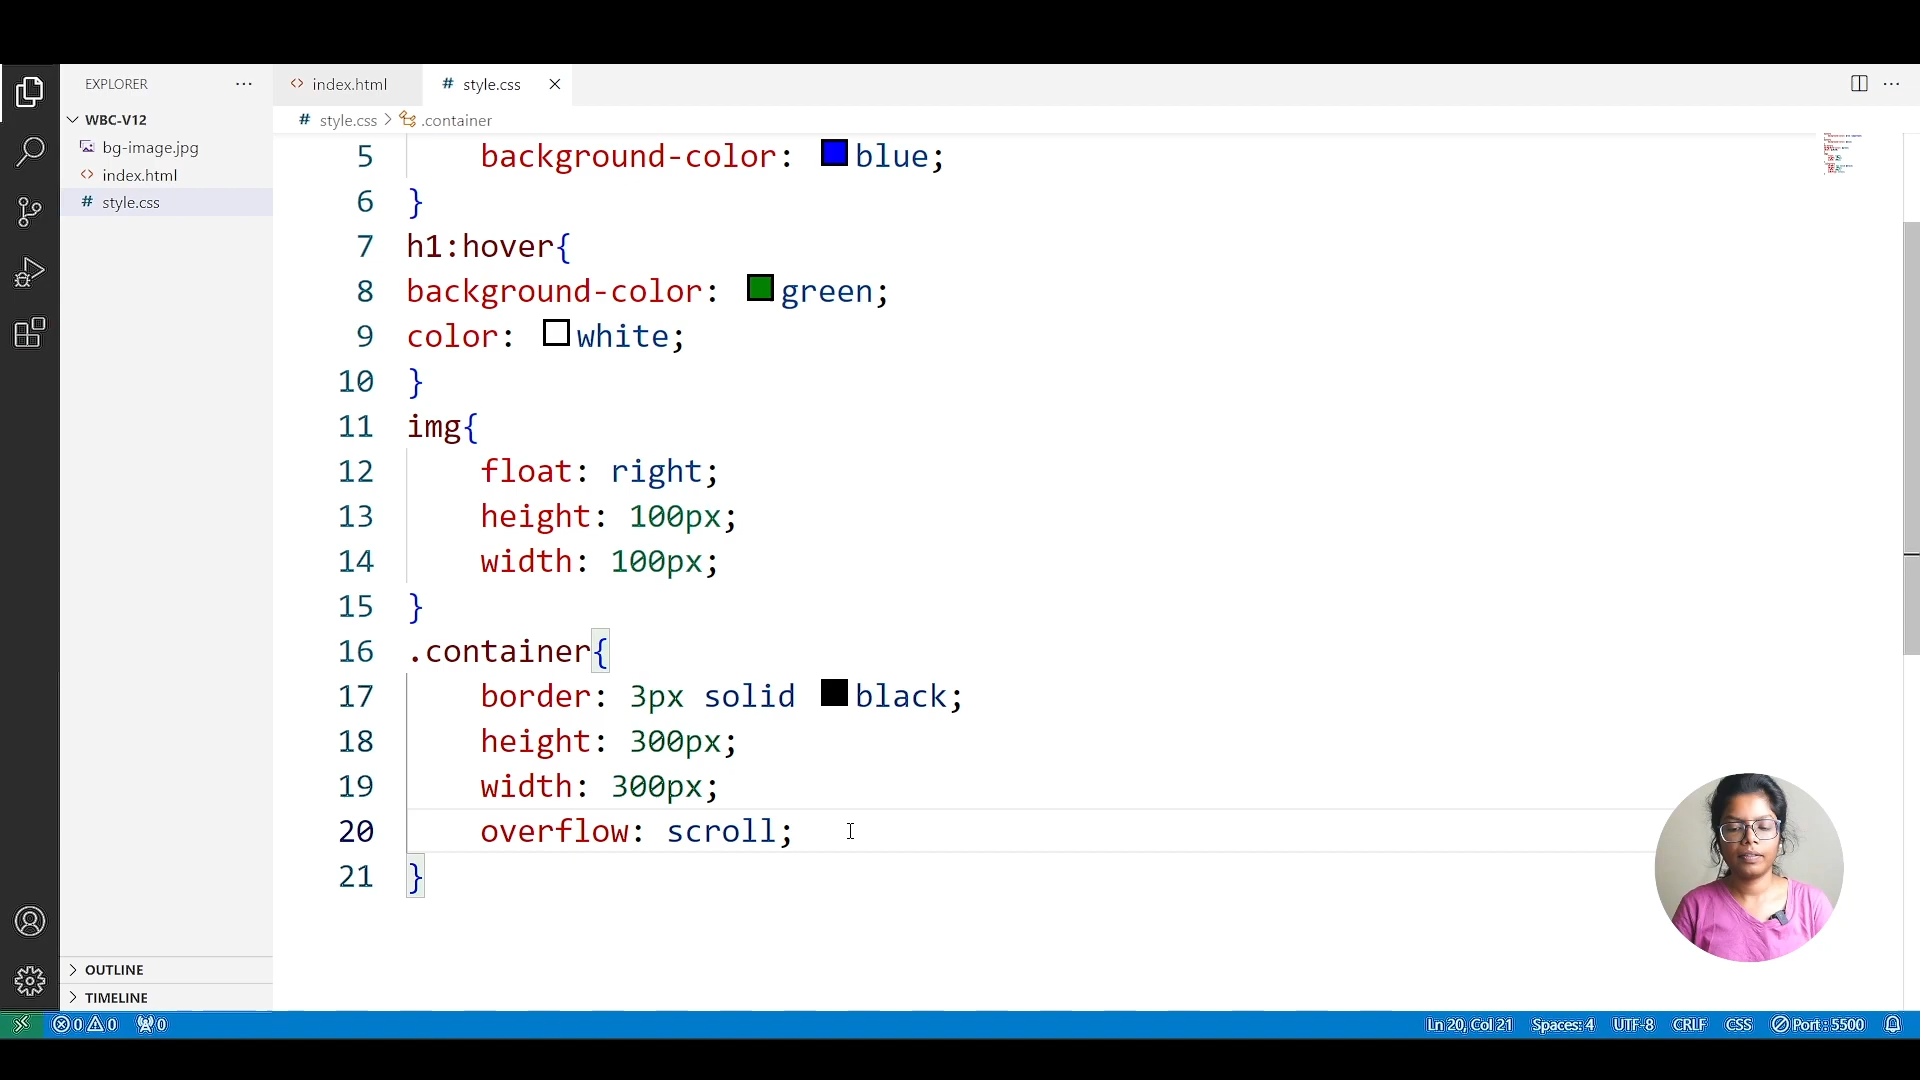 EXPLORER
index.html
style.css
WBC-V12
style.css > .container
bg-image.jpg
index.html
style.css
5 background-color: blue;
6 }
7 h1:hover{
8 background-color: green;
9 color: white;
10 }
11 img{
12 float: right;
13 height: 100px;
14 width: 100px;
15 }
16 .container{
17 border: 3px solid black;
18 height: 300px;
19 width: 300px;
20 overflow: scroll;
21 }
OUTLINE
TIMELINE
0 0 0 Ln 20, Col 21 Spaces: 4 UTF-8 CRLF CSS Port : 5500